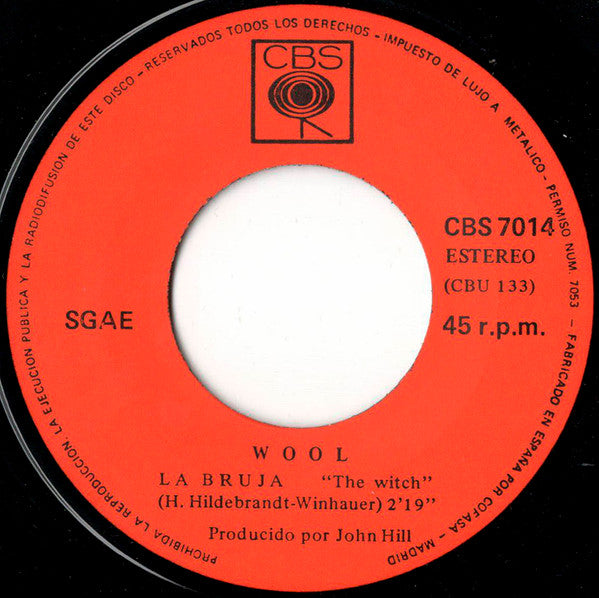 PROHIBIDA LA REPRODUCCION, LA EJECUCION PUBLICA Y LA RADIODIFUSION DE ESTE DISCO - RESERVADOS TODOS LOS DERECHOS - IMPUESTO DE LUJO A METALICO - PERMISO NUM. 7053 - FABRICADO EN ESPAÑA POR COFASA - MADRID
CBS
CBS 7014
ESTEREO
(CBU 133)
SGAE
45 r.p.m.
WOOL
LA BRUJA "The witch"
(H. Hildebrandt-Winhauer) 2'19"
Producido por John Hill